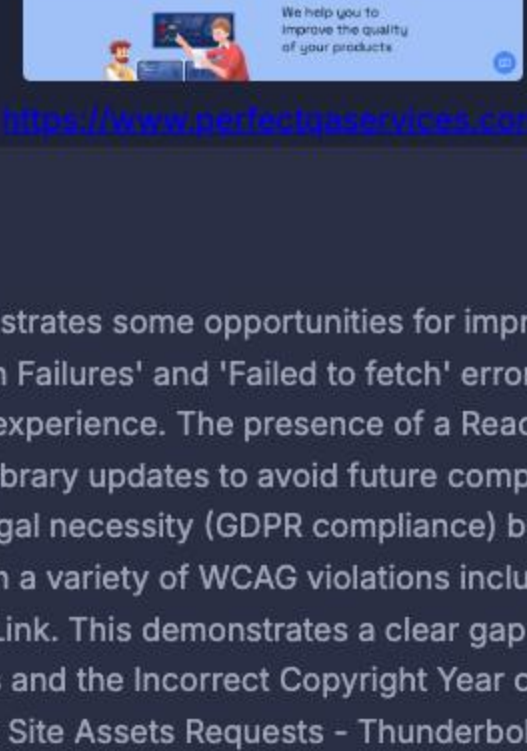 We help you to
improve the quality
of your products
https://www.perfectqaservices.co
strates some opportunities for impr
Failures' and 'Failed to fetch' erro
experience. The presence of a Reac
brary updates to avoid future comp
gal necessity (GDPR compliance) b
n a variety of WCAG violations inclu
Link. This demonstrates a clear gap
s and the Incorrect Copyright Year o
Site Assets Requests - Thunderbo